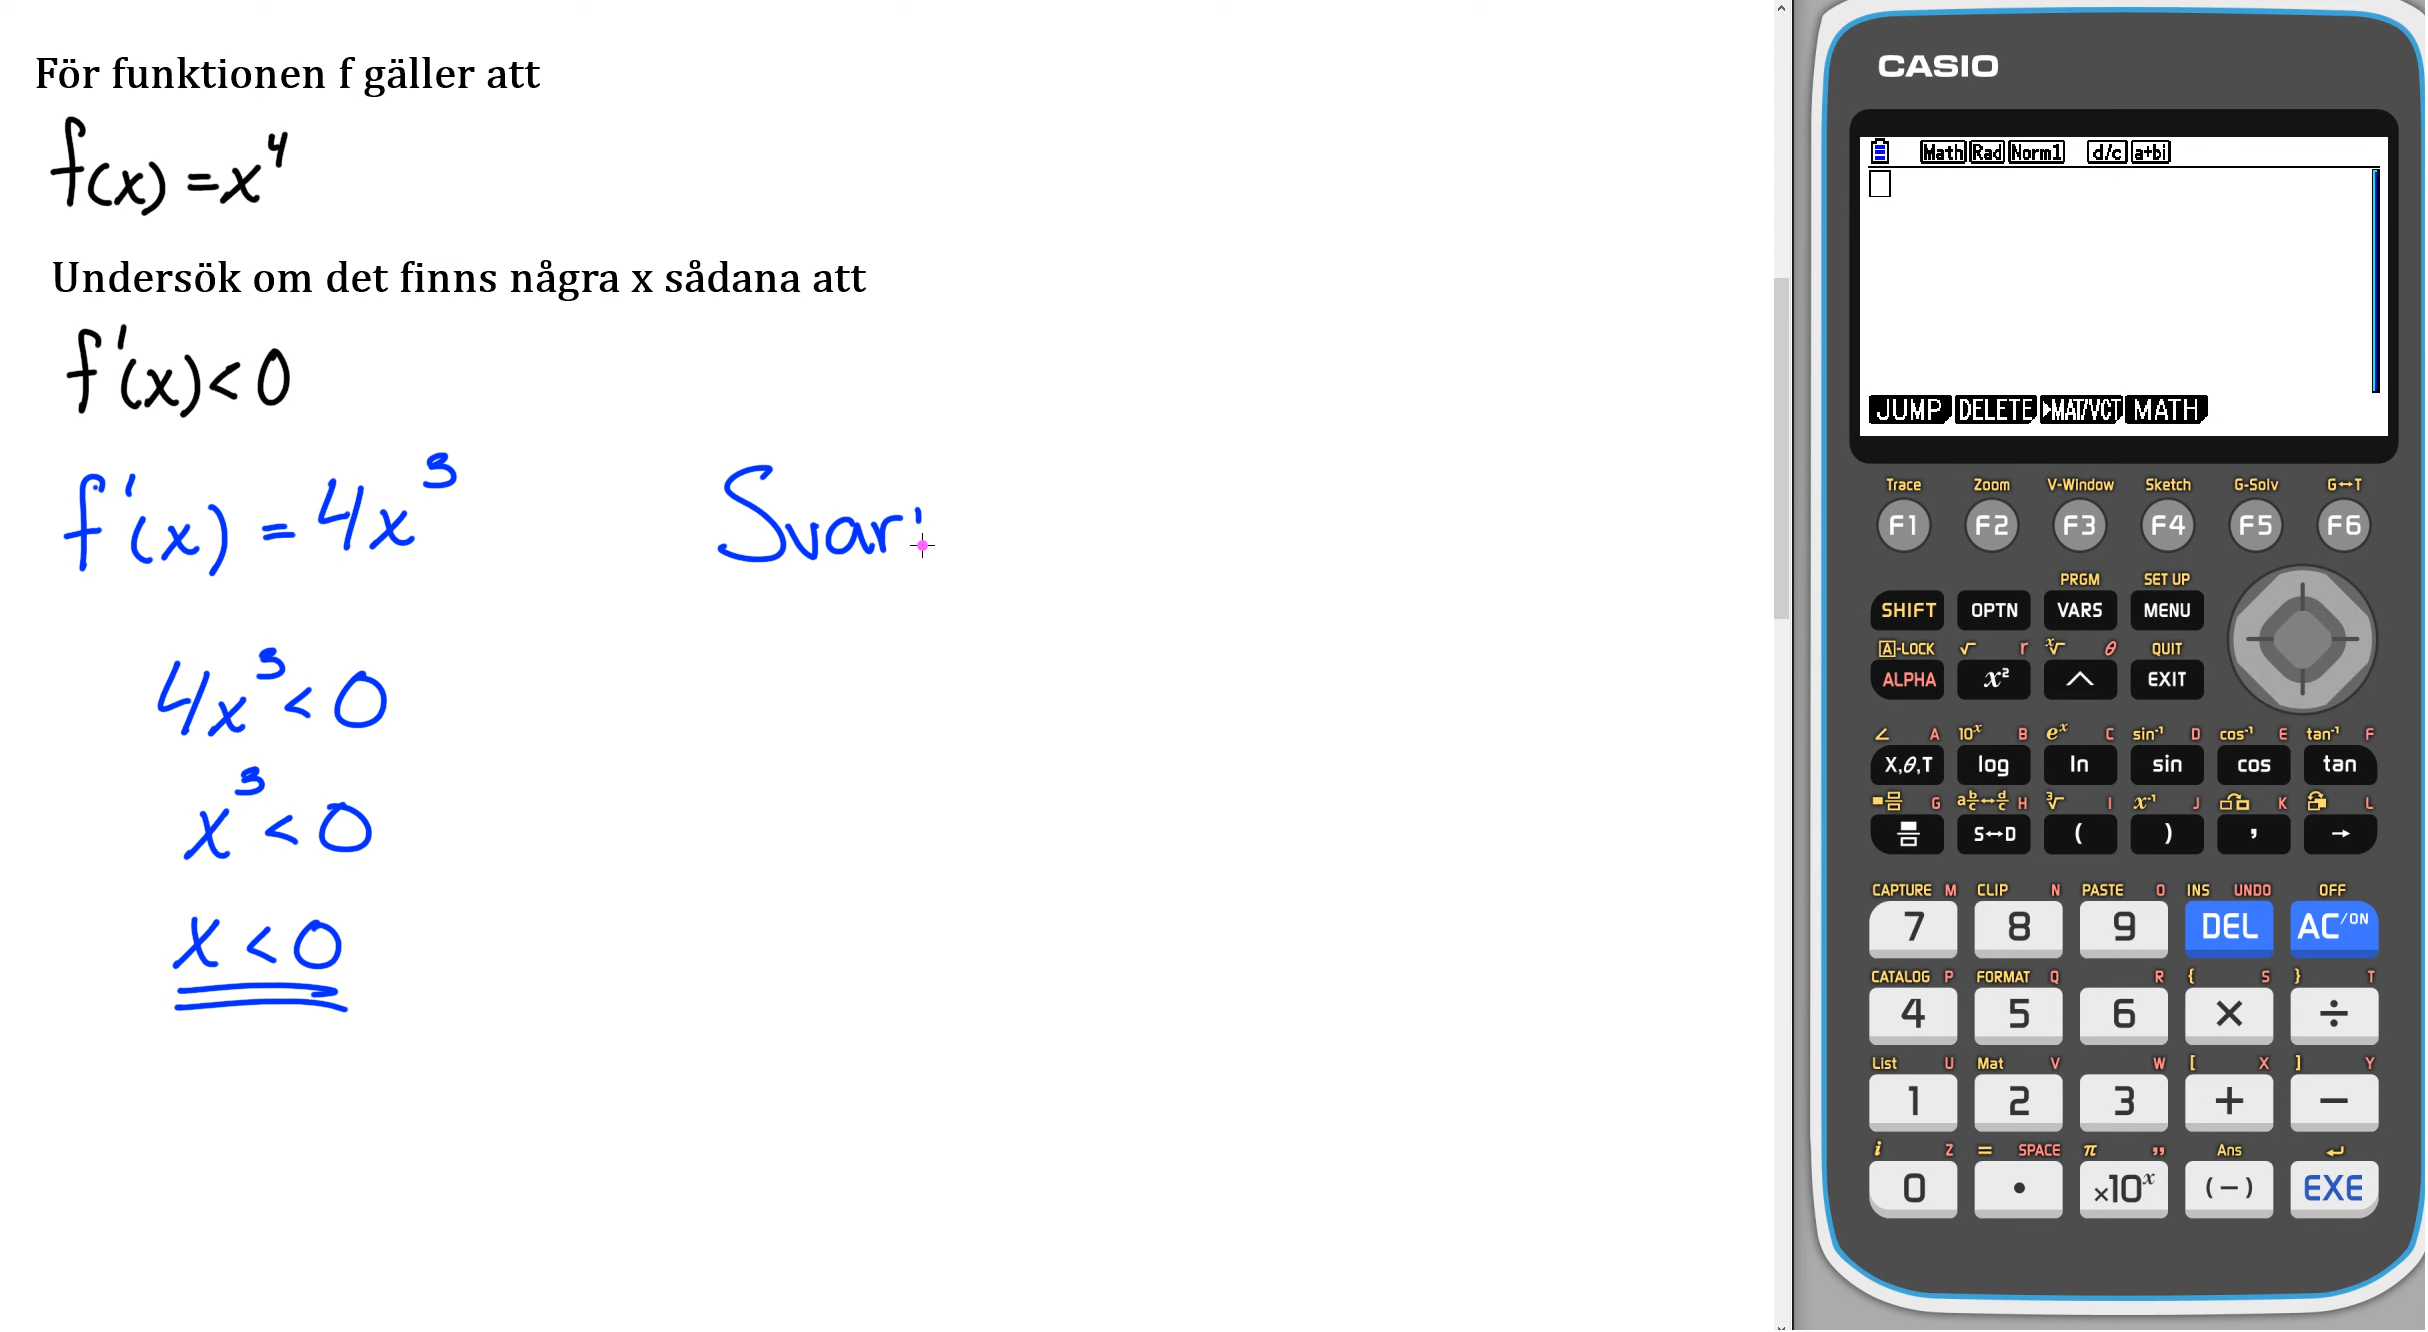 För funktionen f gäller att
f(x) = x⁴
Undersök om det finns några x sådana att
f'(x) < 0
f'(x) = 4x³
Svar:
4x³ < 0
x³ < 0
x < 0
CASIO
Math Rad Norm1 d/c a+bi
JUMP DELETE ▶MAT/VCT MATH
Trace Zoom V-Window Sketch G-Solv G↔T
F1 F2 F3 F4 F5 F6
PRGM SET UP
SHIFT OPTN VARS MENU
A-LOCK √ r ˣ√ θ QUIT
ALPHA x² ^ EXIT
∠ A 10ˣ B eˣ C sin⁻¹ D cos⁻¹ E tan⁻¹ F
X,θ,T log ln sin cos tan
G a b/c↔d/c H ³√ I x⁻¹ J K L
S↔D ( ) , →
CAPTURE M CLIP N PASTE O INS UNDO OFF
7 8 9 DEL AC/ON
CATALOG P FORMAT Q R { S } T
4 5 6 × ÷
List U Mat V W [ X ] Y
1 2 3 + −
i Z = SPACE π " Ans ↵
0 • ×10ˣ (−) EXE